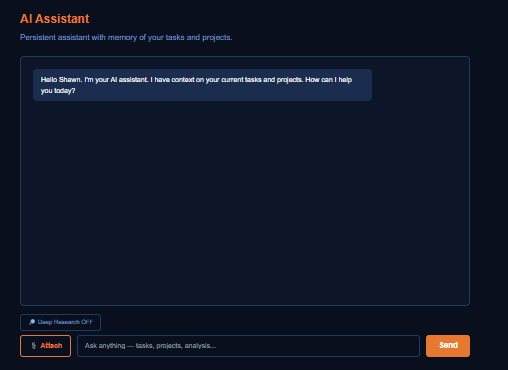 AI Assistant
Persistent assistant with memory of your tasks and projects.
Hello Shawn. I'm your AI assistant. I have context on your current tasks and projects. How can I help
you today?
Deep Research OFF
Attach
Ask anything — tasks, projects, analysis...
Send